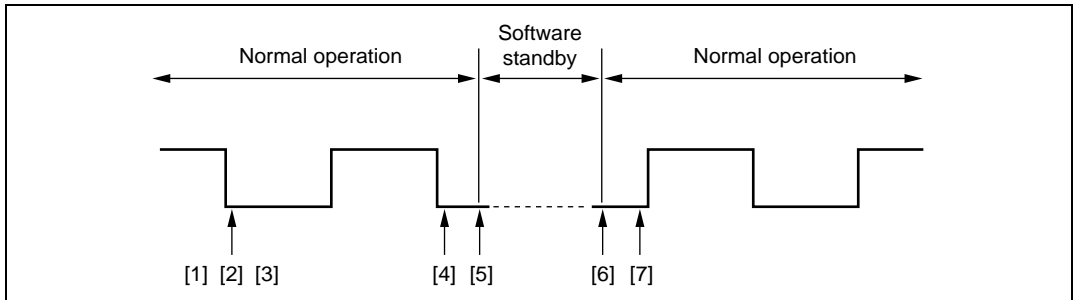 Software
standby
Normal operation
Normal operation
[1] [2] [3]
[4] [5]
[6] [7]